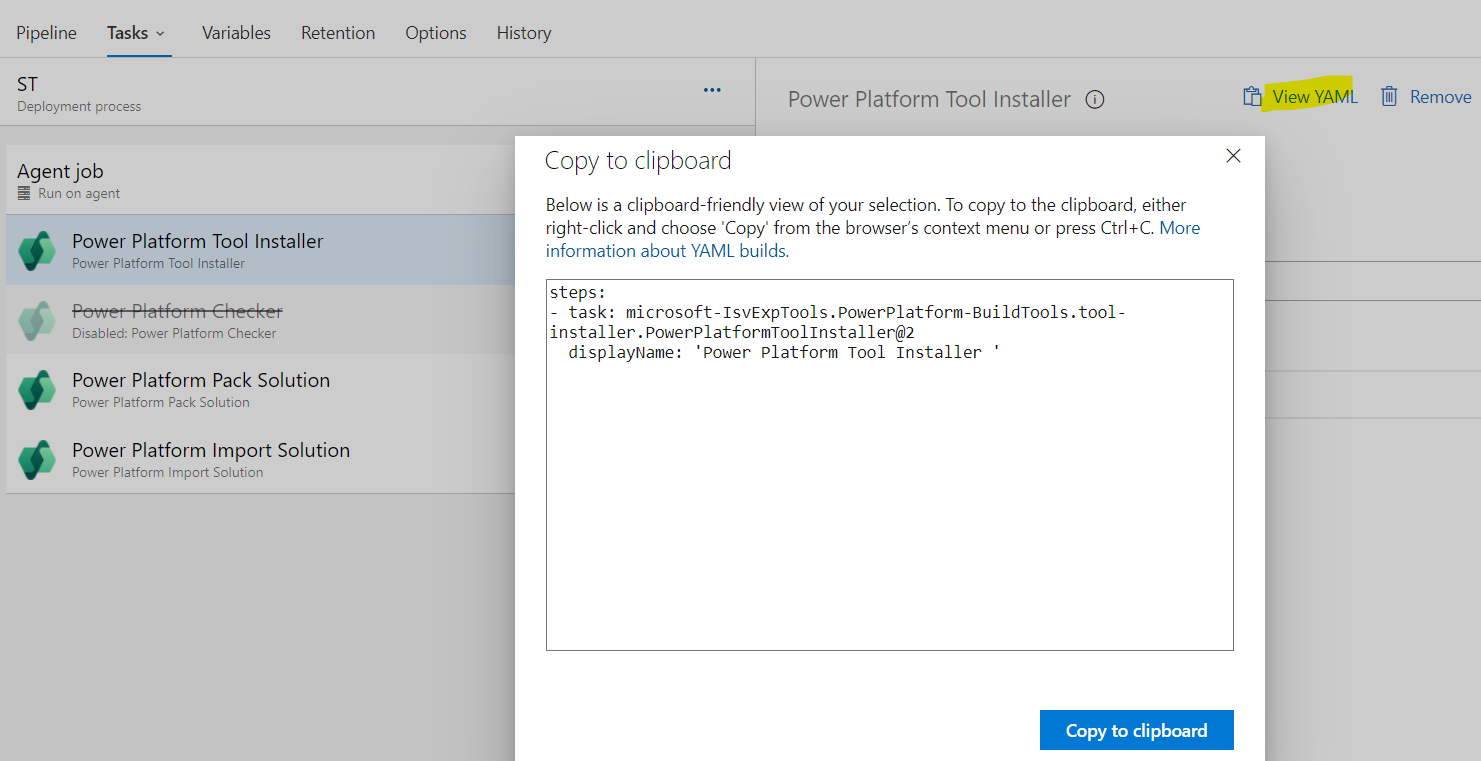 Pipeline Tasks Variables Retention Options History
ST
Deployment process
Power Platform Tool Installer
View YAML
Remove
Agent job
Run on agent
Power Platform Tool Installer
Power Platform Tool Installer
Power Platform Checker
Disabled: Power Platform Checker
Power Platform Pack Solution
Power Platform Pack Solution
Power Platform Import Solution
Power Platform Import Solution
Copy to clipboard
Below is a clipboard-friendly view of your selection. To copy to the clipboard, either
right-click and choose 'Copy' from the browser’s context menu or press Ctrl+C. More
information about YAML builds.
steps:
- task: microsoft-IsvExpTools.PowerPlatform-BuildTools.tool-
installer.PowerPlatformToolInstaller@2
  displayName: 'Power Platform Tool Installer '
Copy to clipboard